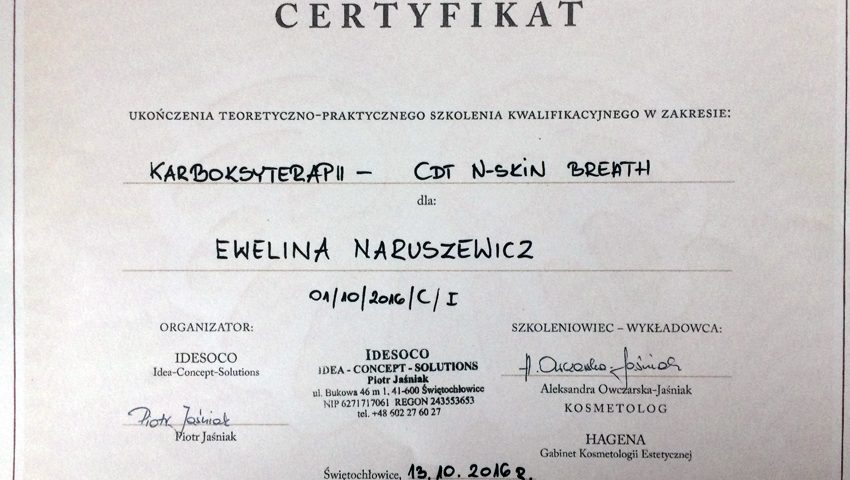 CERTYFIKAT
UKOŃCZENIA TEORETYCZNO-PRAKTYCZNEGO SZKOLENIA KWALIFIKACYJNEGO W ZAKRESIE:
KARBOKSYTERAPII – CDT N-SKIN BREATH
dla:
EWELINA NARUSZEWICZ
01/10/2016/C/I
ORGANIZATOR:
IDESOCO
Idea-Concept-Solutions
Piotr Jaśniak
Piotr Jaśniak
IDESOCO
IDEA - CONCEPT - SOLUTIONS
Piotr Jaśniak
ul. Bukowa 46 m 1, 41-600 Świętochłowice
NIP 6271717061 REGON 243553653
tel. +48 602 27 60 27
SZKOLENIOWIEC – WYKŁADOWCA:
A. Owczarska-Jaśniak
Aleksandra Owczarska-Jaśniak
KOSMETOLOG
HAGENA
Gabinet Kosmetologii Estetycznej
Świętochłowice, 13.10.2016 r.